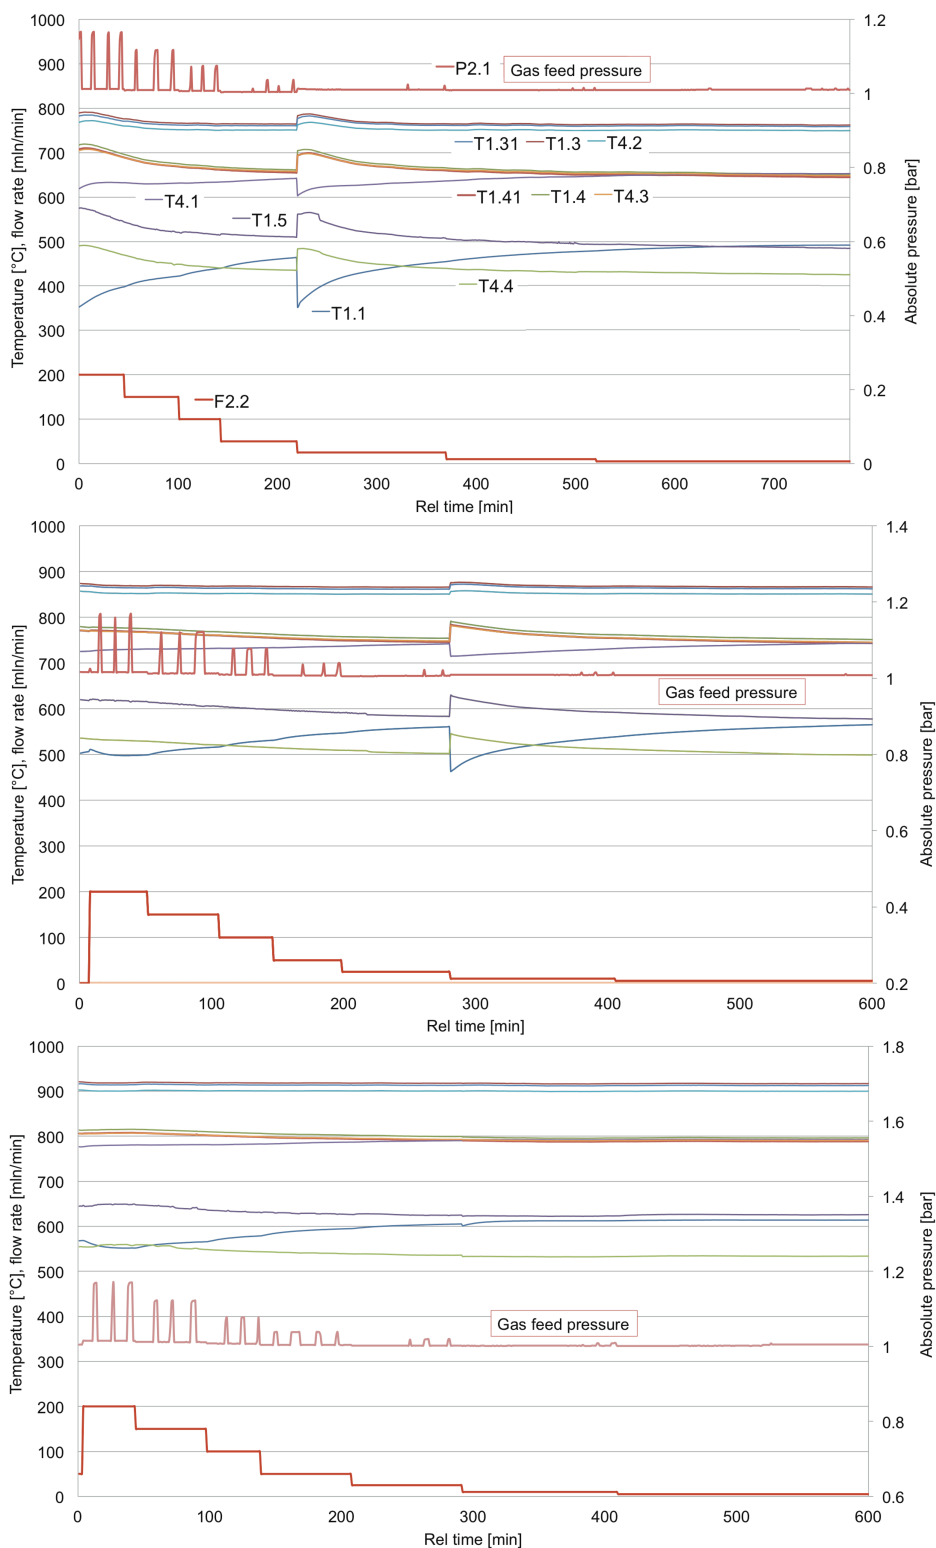 1000
900
800
700
600
500
400
300
200
100
0
Temperature [°C], flow rate [mln/min]
1.2
1
0.8
0.6
0.4
0.2
0
Absolute pressure [bar]
P2.1
Gas feed pressure
T1.31 T1.3 T4.2
T4.1
T1.41 T1.4 T4.3
T1.5
T4.4
T1.1
F2.2
0 100 200 300 400 500 600 700
Rel time [min]
1000
900
800
700
600
500
400
300
200
100
0
Temperature [°C], flow rate [mln/min]
1.4
1.2
1
0.8
0.6
0.4
0.2
Absolute pressure [bar]
Gas feed pressure
0 100 200 300 400 500 600
Rel time [min]
1000
900
800
700
600
500
400
300
200
100
0
Temperature [°C], flow rate [mln/min]
1.8
1.6
1.4
1.2
1
0.8
0.6
Absolute pressure [bar]
Gas feed pressure
0 100 200 300 400 500 600
Rel time [min]